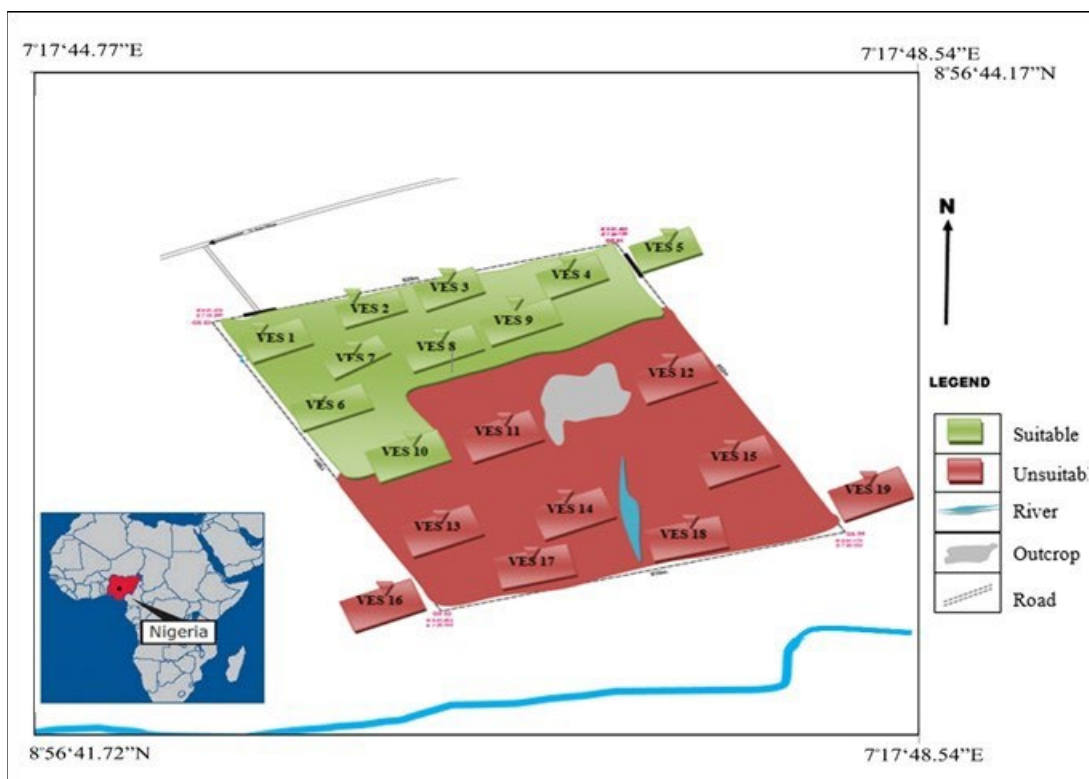 7°17‘44.77”E
7°17‘48.54”E
8°56‘44.17”N
N
VES 5
VES 4
VES 3
VES 2
VES 9
VES 1
VES 8
VES 7
VES 12
VES 6
VES 11
VES 10
VES 15
VES 19
VES 14
VES 13
VES 18
VES 17
VES 16
LEGEND
Suitable
Unsuitabl
River
Outcrop
Road
Nigeria
8°56‘41.72”N
7°17‘48.54”E